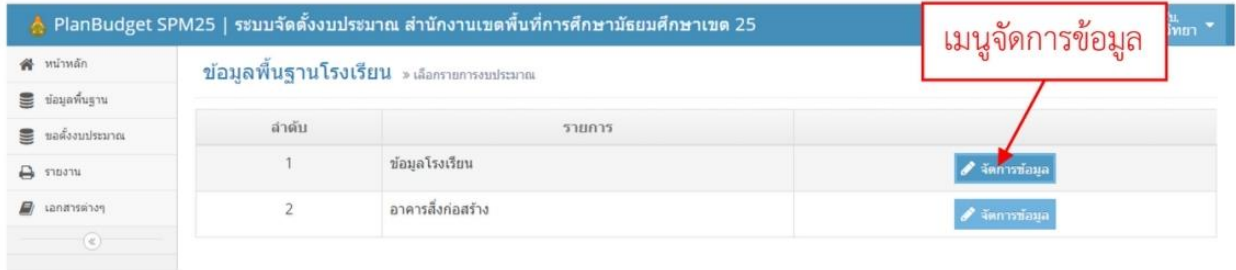 PlanBudget SPM25 | ระบบจัดตั้งงบประมาณ สำนักงานเขตพื้นที่การศึกษามัธยมศึกษาเขต 25
เมนูจัดการข้อมูล
หน้าหลัก
ข้อมูลพื้นฐาน
ขอตั้งงบประมาณ
รายงาน
เอกสารต่างๆ
ข้อมูลพื้นฐานโรงเรียน » เลือกรายการงบประมาณ
ลำดับ รายการ
1 ข้อมูลโรงเรียน จัดการข้อมูล
2 อาคารสิ่งก่อสร้าง จัดการข้อมูล